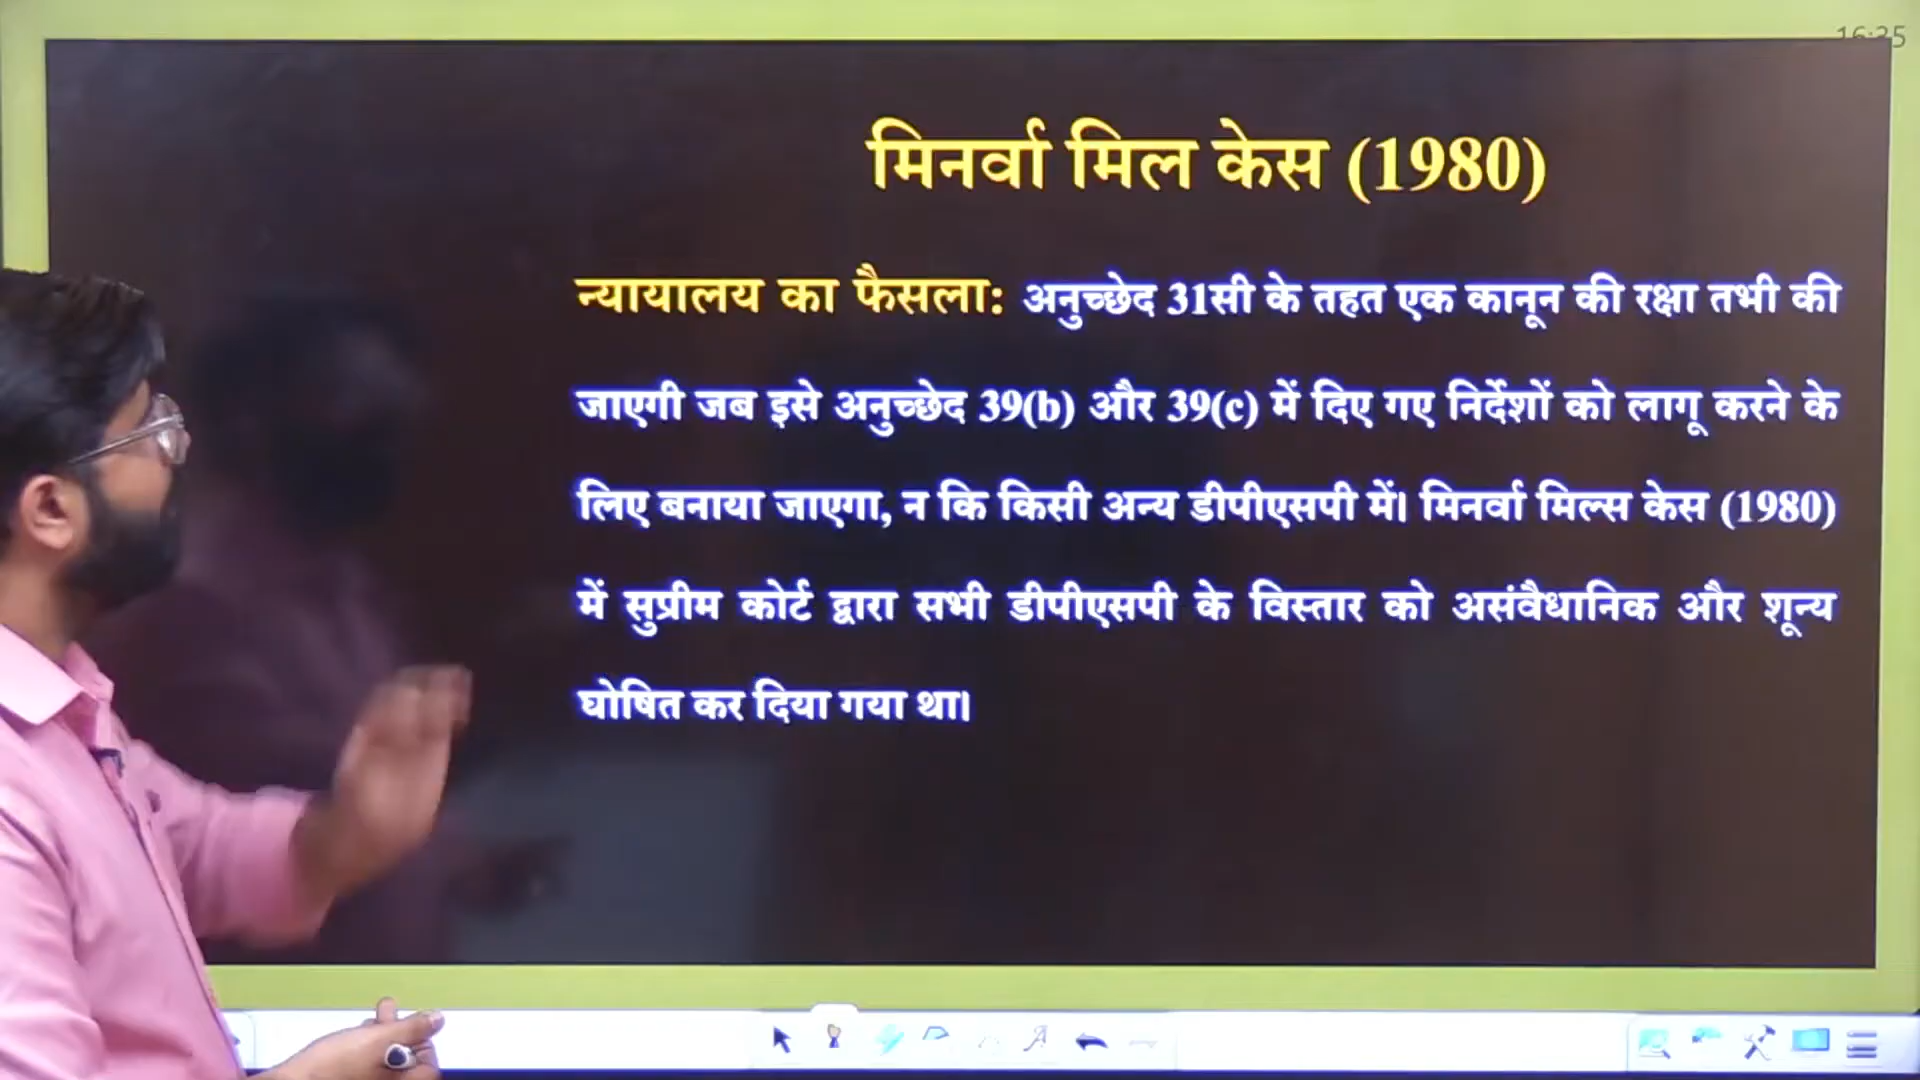 मिनर्वा मिल केस (1980)
न्यायालय का फैसला: अनुच्छेद 31सी के तहत एक कानून की रक्षा तभी की
जाएगी जब इसे अनुच्छेद 39(b) और 39(c) में दिए गए निर्देशों को लागू करने के
लिए बनाया जाएगा, न कि किसी अन्य डीपीएसपी में। मिनर्वा मिल्स केस (1980)
में सुप्रीम कोर्ट द्वारा सभी डीपीएसपी के विस्तार को असंवैधानिक और शून्य
घोषित कर दिया गया था।